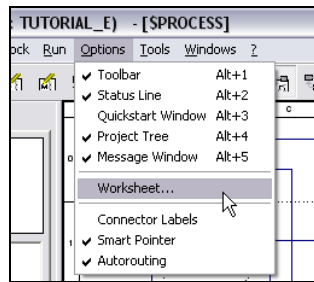 : TUTORIAL_E) - [$PROCESS]
ock Run Options Tools Windows ?
Toolbar Alt+1
Status Line Alt+2
Quickstart Window Alt+3
Project Tree Alt+4
Message Window Alt+5
Worksheet...
Connector Labels
Smart Pointer
Autorouting